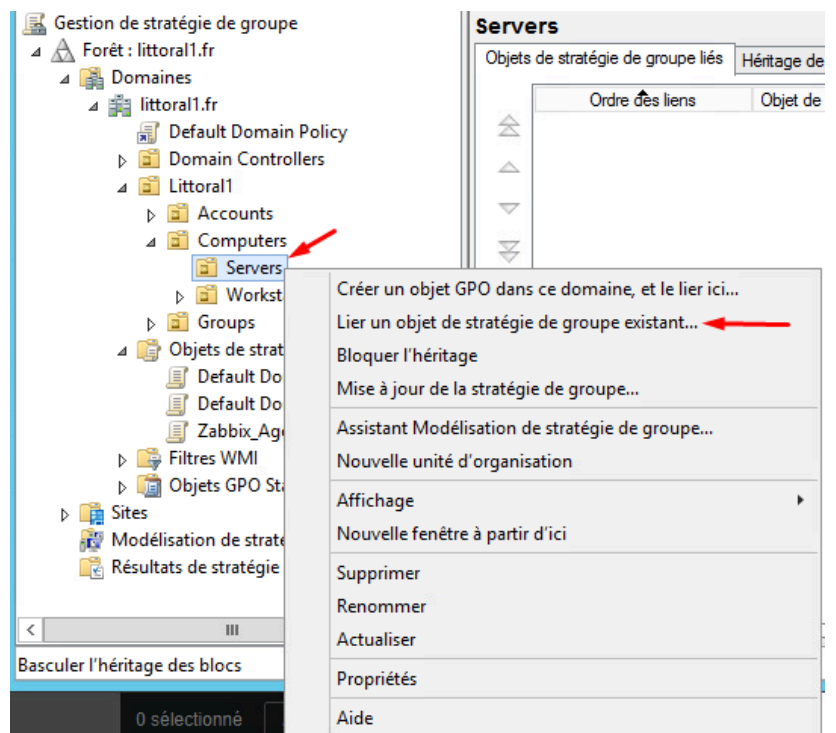 Gestion de stratégie de groupe
Forêt : littoral1.fr
Domaines
littoral1.fr
Default Domain Policy
Domain Controllers
Littoral1
Accounts
Computers
Servers
Workst
Groups
Objets de strat
Default Do
Default Do
Zabbix_Age
Filtres WMI
Objets GPO Sta
Sites
Modélisation de straté
Résultats de stratégie
Basculer l'héritage des blocs
0 sélectionné
Servers
Objets de stratégie de groupe liés Héritage de
Ordre des liens Objet de
Créer un objet GPO dans ce domaine, et le lier ici...
Lier un objet de stratégie de groupe existant...
Bloquer l'héritage
Mise à jour de la stratégie de groupe...
Assistant Modélisation de stratégie de groupe...
Nouvelle unité d'organisation
Affichage
Nouvelle fenêtre à partir d'ici
Supprimer
Renommer
Actualiser
Propriétés
Aide